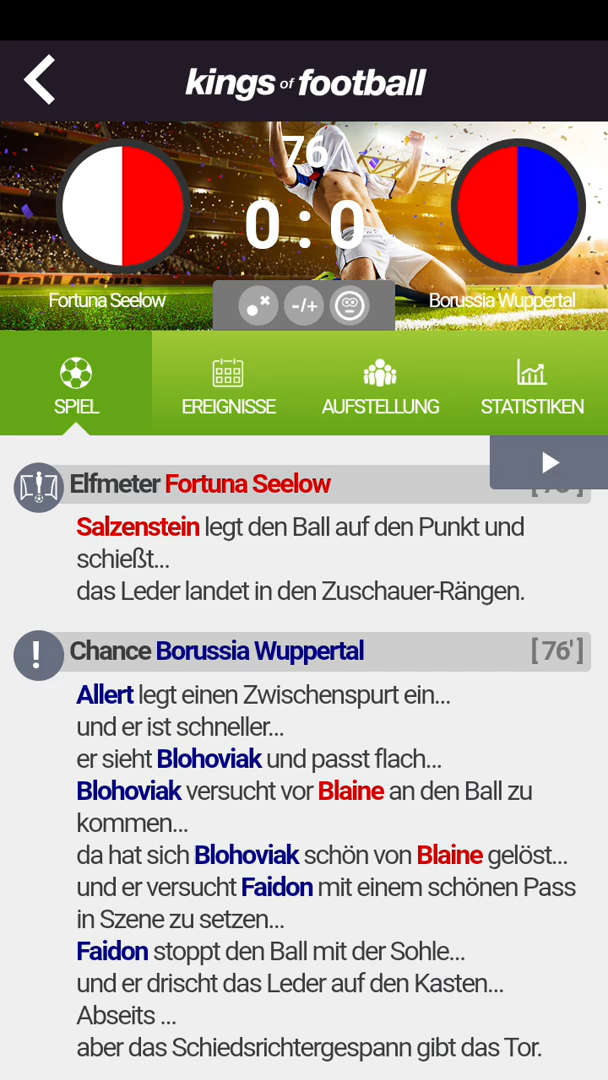 kings of football
76
0 : 0
Fortuna Seelow
-/+
Borussia Wuppertal
SPIEL
EREIGNISSE
AUFSTELLUNG
STATISTIKEN
Elfmeter Fortuna Seelow
Salzenstein legt den Ball auf den Punkt und
schießt...
das Leder landet in den Zuschauer-Rängen.
! Chance Borussia Wuppertal [ 76' ]
Allert legt einen Zwischenspurt ein...
und er ist schneller...
er sieht Blohoviak und passt flach...
Blohoviak versucht vor Blaine an den Ball zu
kommen...
da hat sich Blohoviak schön von Blaine gelöst...
und er versucht Faidon mit einem schönen Pass
in Szene zu setzen...
Faidon stoppt den Ball mit der Sohle...
und er drischt das Leder auf den Kasten...
Abseits ...
aber das Schiedsrichtergespann gibt das Tor.